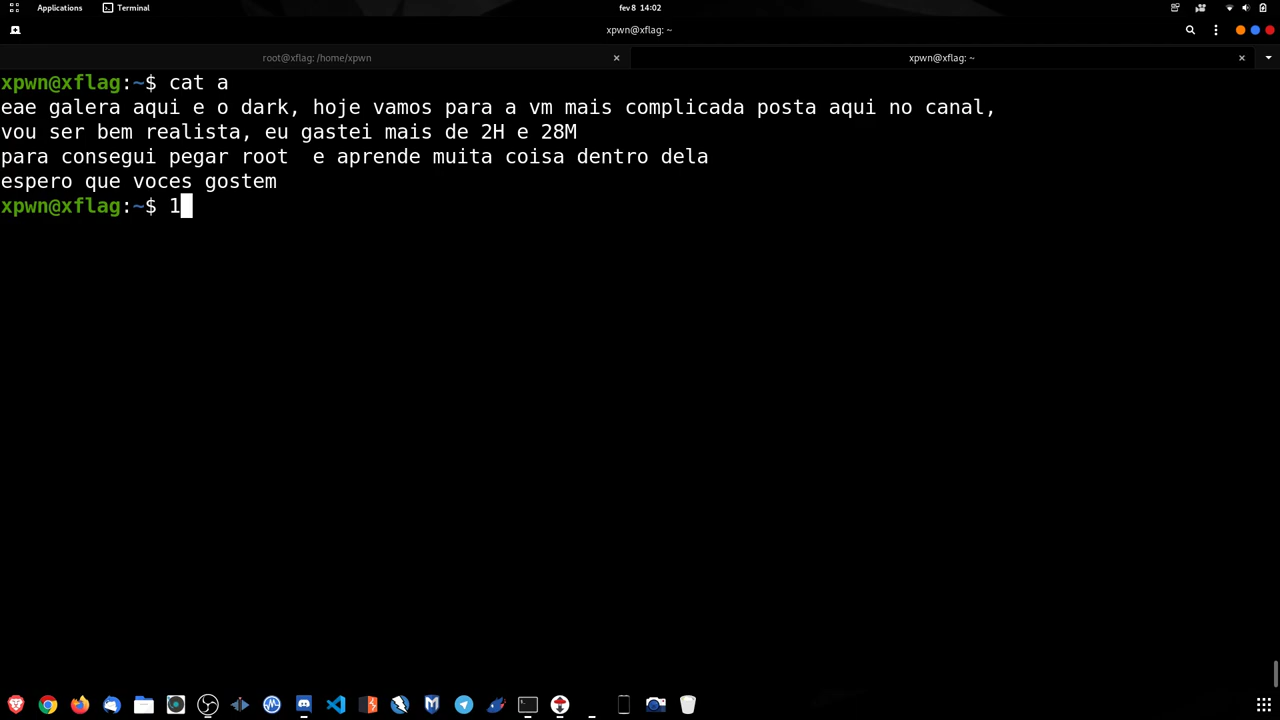 Applications Terminal fev 8 14:02
xpwn@xflag: ~
root@xflag: /home/xpwn xpwn@xflag: ~
xpwn@xflag:~$ cat a
eae galera aqui e o dark, hoje vamos para a vm mais complicada posta aqui no canal,
vou ser bem realista, eu gastei mais de 2H e 28M
para consegui pegar root  e aprende muita coisa dentro dela
espero que voces gostem
xpwn@xflag:~$ 1